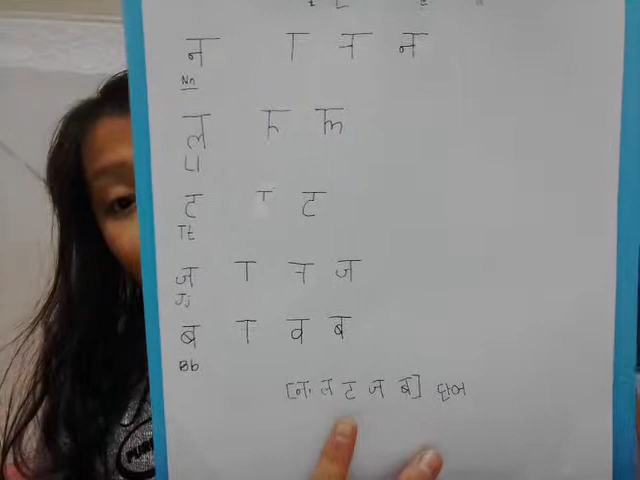 न T न न
Nn
ल
Ll
ट ट
Tt
ज T ज
Jj
ब T व ब
Bb
[न ल ट ज ब]